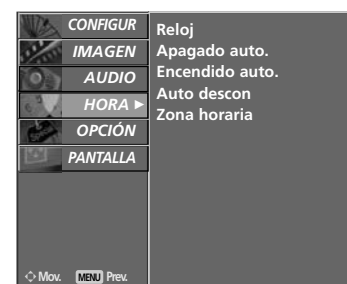 CONFIGUR
IMAGEN
AUDIO
HORA ►
OPCIÓN
PANTALLA
Reloj
Apagado auto.
Encendido auto.
Auto descon
Zona horaria
Mov. MENU Prev.